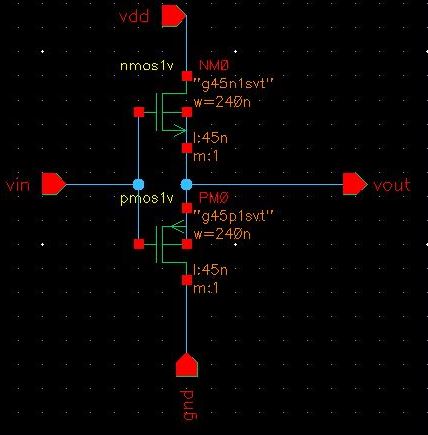 vdd
nmos1v NM0
"g45n1svt"
w=240n
l:45n
m:1
vin vout
pmos1v PM0
"g45p1svt"
w=240n
l:45n
m:1
gnd